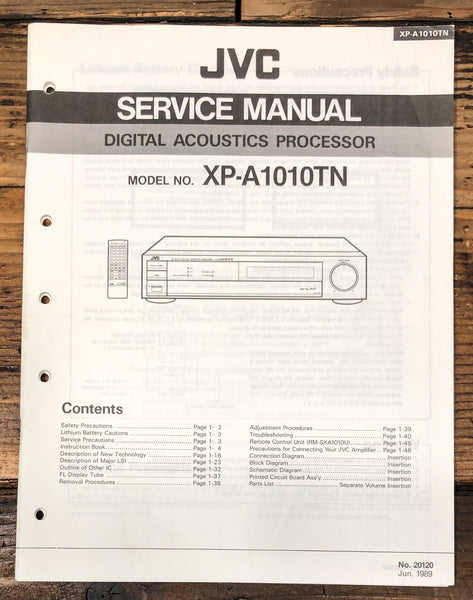 XP-A1010TN
JVC
SERVICE MANUAL
DIGITAL ACOUSTICS PROCESSOR
MODEL NO. XP-A1010TN
JVC
Contents
Safety Precautions Page 1- 2
Lithium Battery Cautions Page 1- 3
Service Precautions Page 1- 3
Instruction Book Page 1- 4
Description of New Technology Page 1-18
Description of Major LSI Page 1-23
Outline of Other IC Page 1-32
FL Display Tube Page 1-37
Removal Procedures Page 1-38
Adjustment Procedures Page 1-39
Troubleshooting Page 1-40
Remote Control Unit (RM-SXA1010U) Page 1-45
Precautions for Connecting Your JVC Amplifier Page 1-46
Connection Diagram Insertion
Block Diagram Insertion
Schematic Diagram Insertion
Printed Circuit Board Ass'y Insertion
Parts List Separate Volume Insertion
No. 20120
Jun. 1989